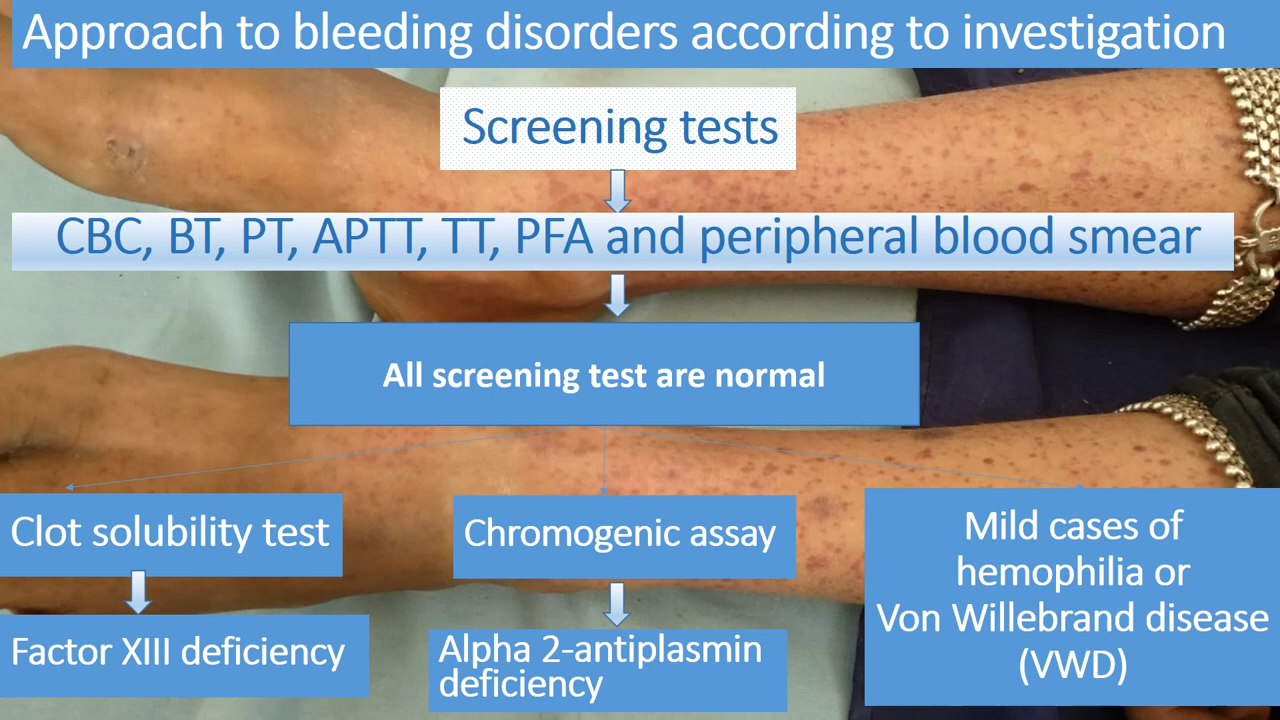 Approach to bleeding disorders according to investigation
Screening tests
CBC, BT, PT, APTT, TT, PFA and peripheral blood smear
All screening test are normal
Clot solubility test
Factor XIII deficiency
Chromogenic assay
Alpha 2-antiplasmin
deficiency
Mild cases of
hemophilia or
Von Willebrand disease
(VWD)